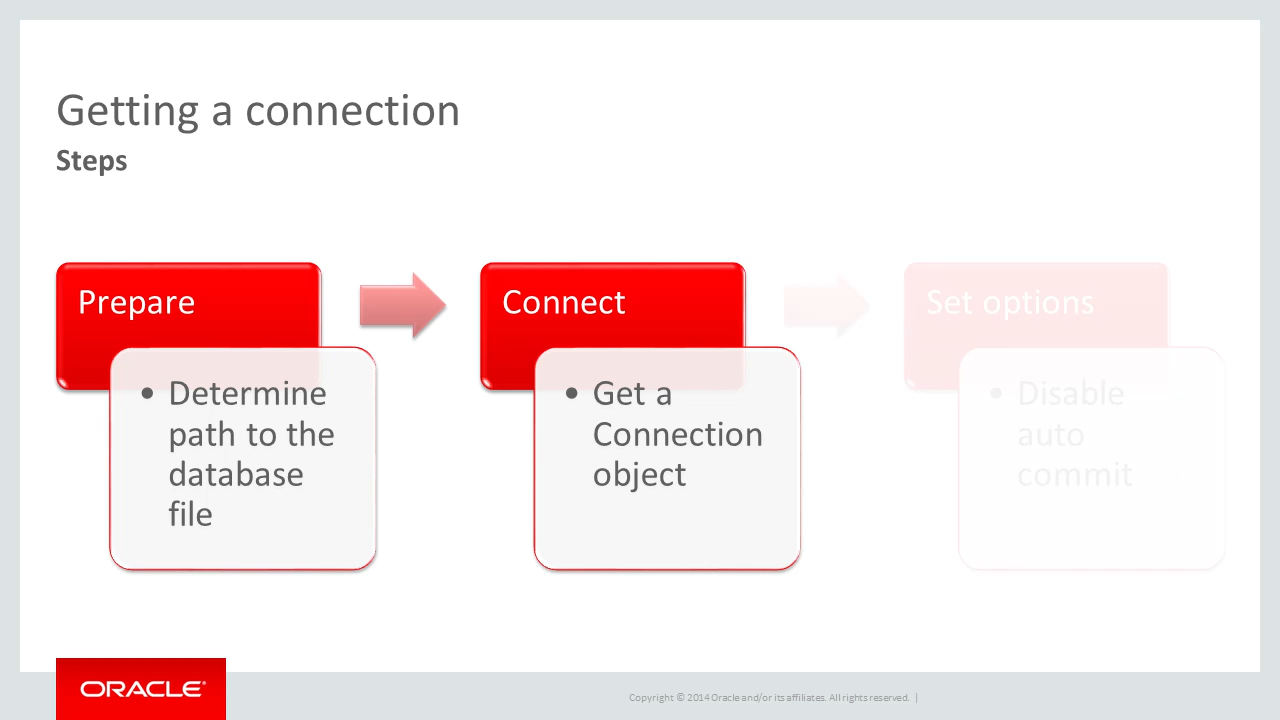 Getting a connection
Steps
Prepare
• Determine
path to the
database
file
Connect
• Get a
Connection
object
Set options
• Disable
auto
commit
ORACLE®
Copyright © 2014 Oracle and/or its affiliates. All rights reserved. |